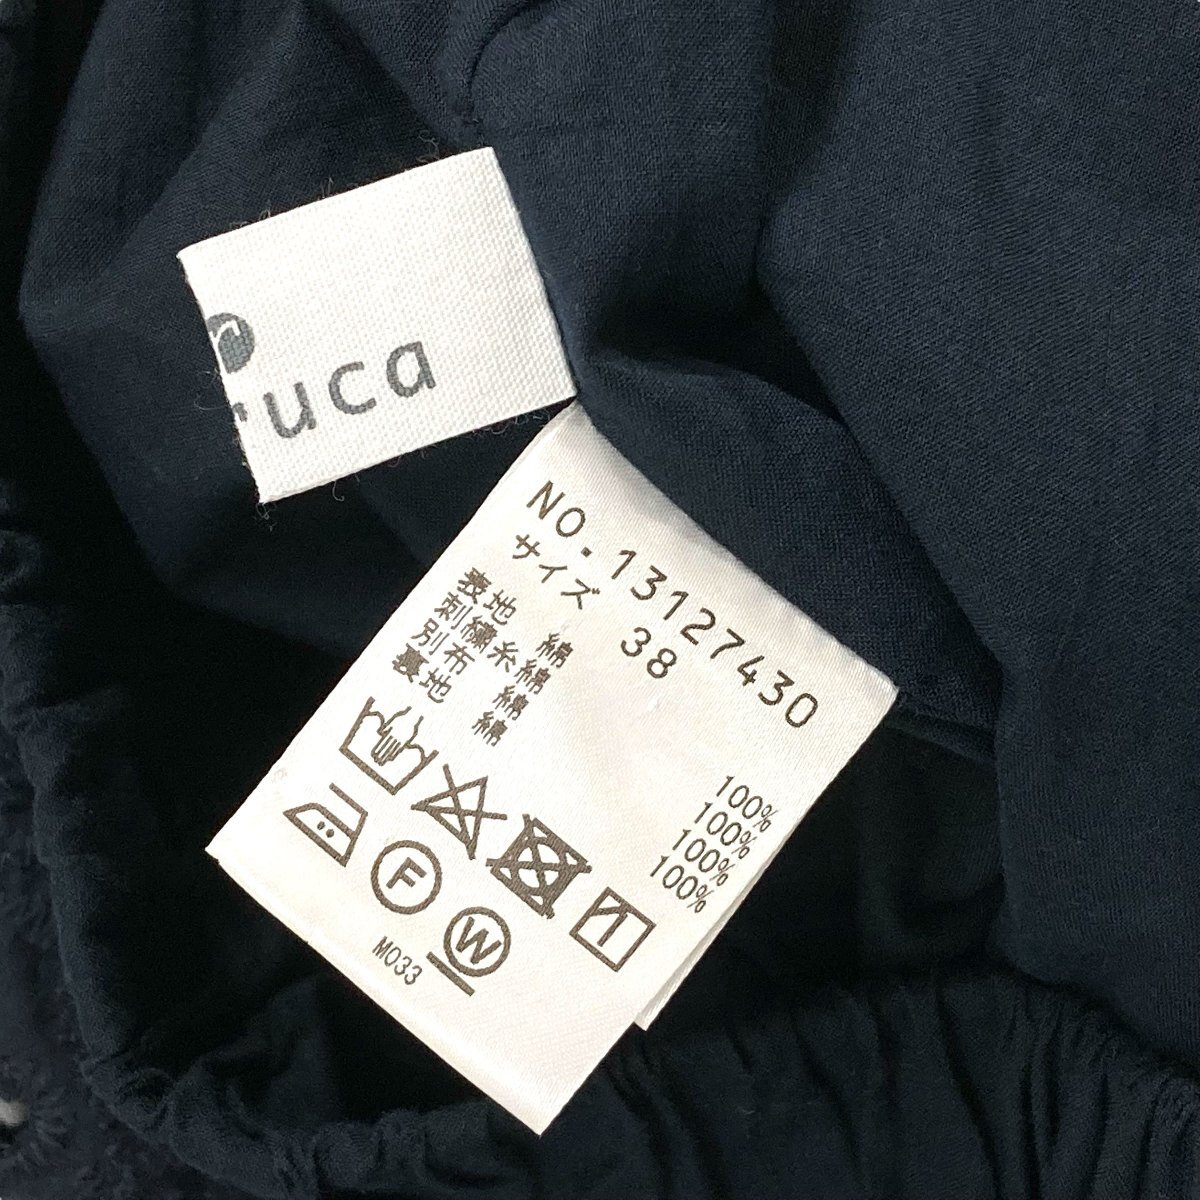 ruca
NO.13127430
サイズ 38
表地 綿 100%
刺繍糸綿 100%
別布 綿 100%
裏地 綿 100%
F
W
M033